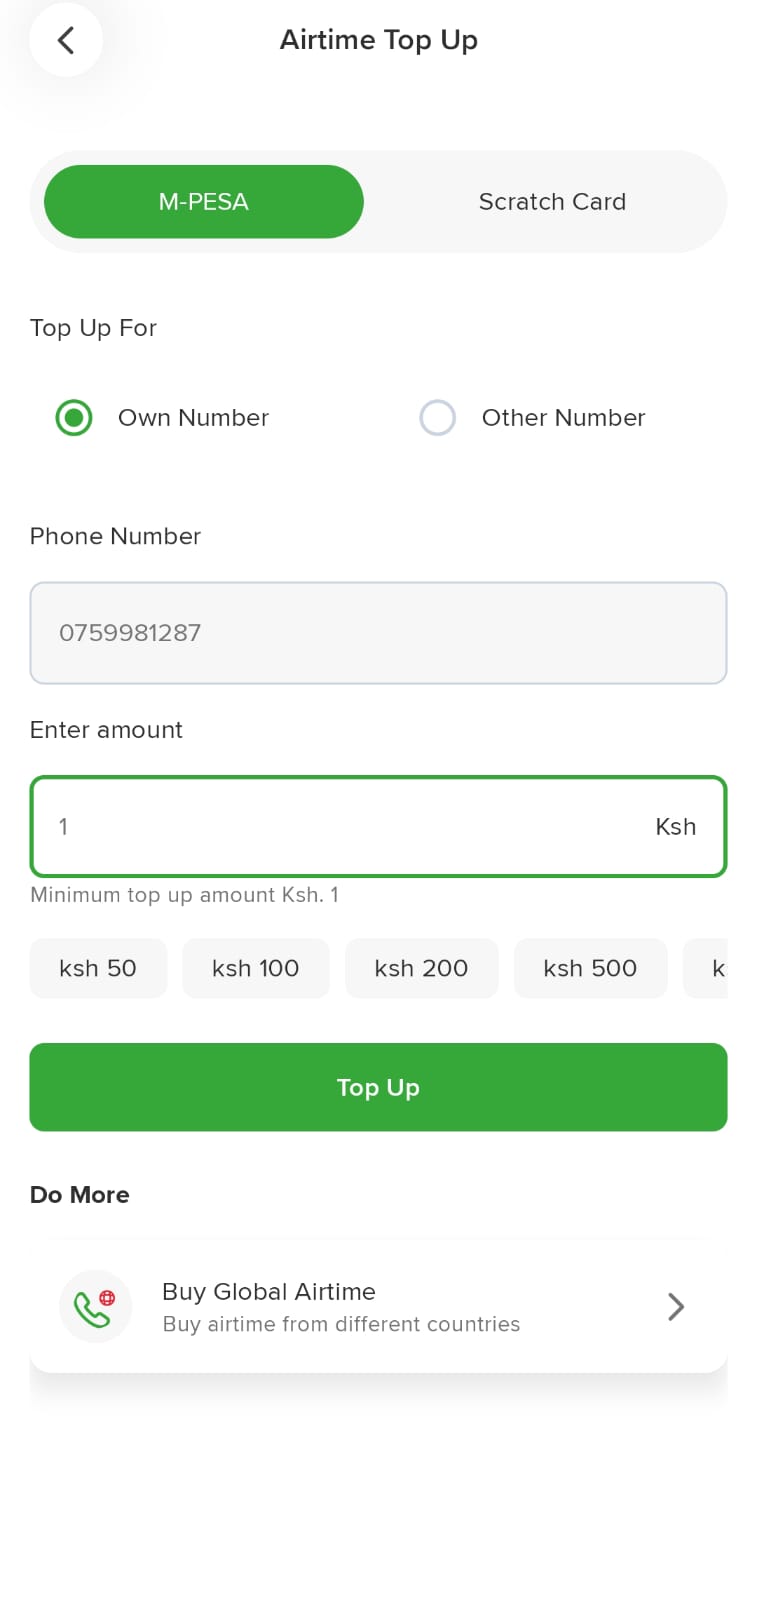 Airtime Top Up
M-PESA
Scratch Card
Top Up For
Own Number
Other Number
Phone Number
0759981287
Enter amount
1
Ksh
Minimum top up amount Ksh. 1
ksh 50
ksh 100
ksh 200
ksh 500
k
Top Up
Do More
Buy Global Airtime
Buy airtime from different countries